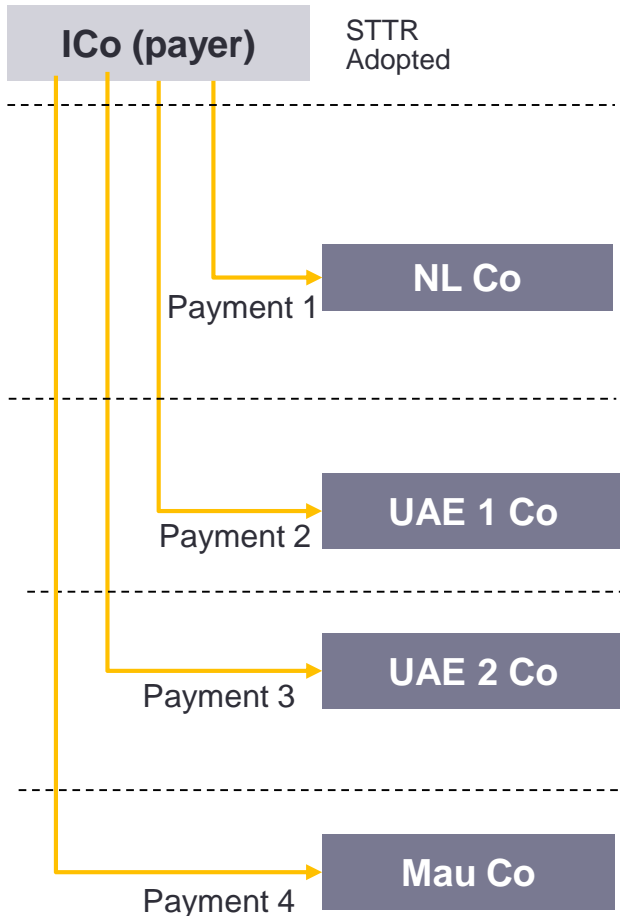 ICo (payer)
STTR
Adopted
NL Co
Payment 1
UAE 1 Co
Payment 2
UAE 2 Co
Payment 3
Mau Co
Payment 4